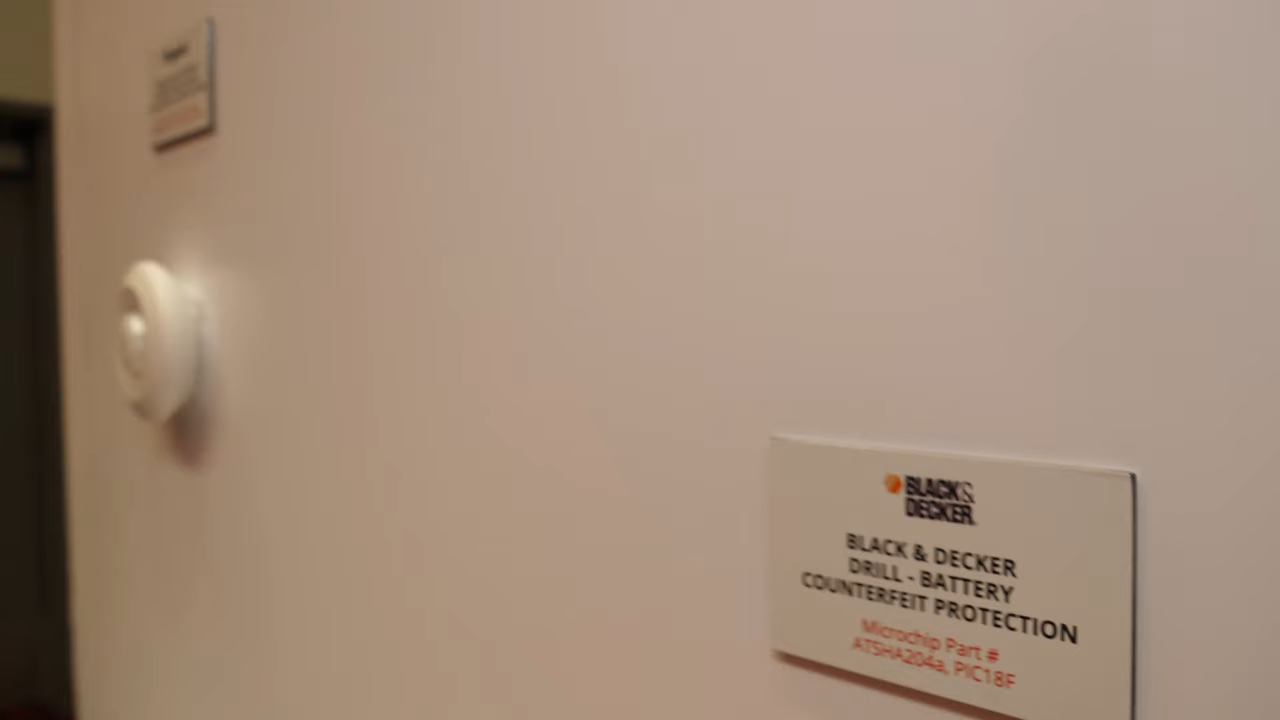 BLACK&
DECKER
BLACK & DECKER
DRILL - BATTERY
COUNTERFEIT PROTECTION
Microchip Part #
ATSHA204a, PIC18F